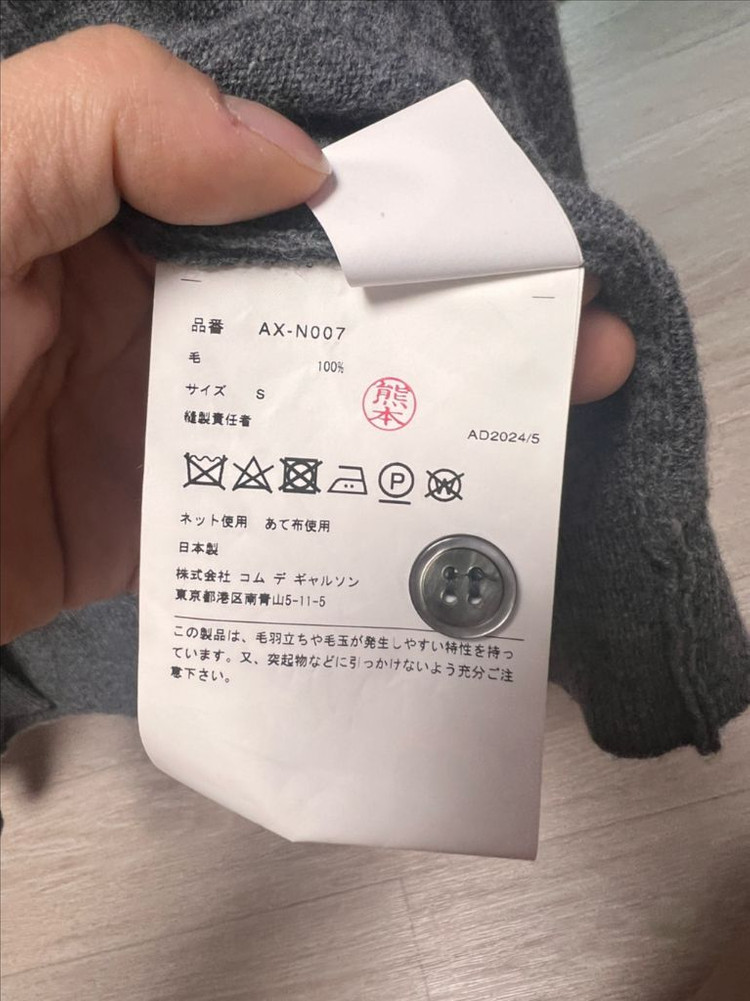 品番 AX-N007
毛 100%
サイズ S
縫製責任者
熊本
AD2024/5
P W
ネット使用 あて布使用
日本製
株式会社 コム デ ギャルソン
東京都港区南青山5-11-5
この製品は、毛羽立ちや毛玉が発生しやすい特性を持っ
ています。又、突起物などに引っかけないよう充分ご注
意下さい。